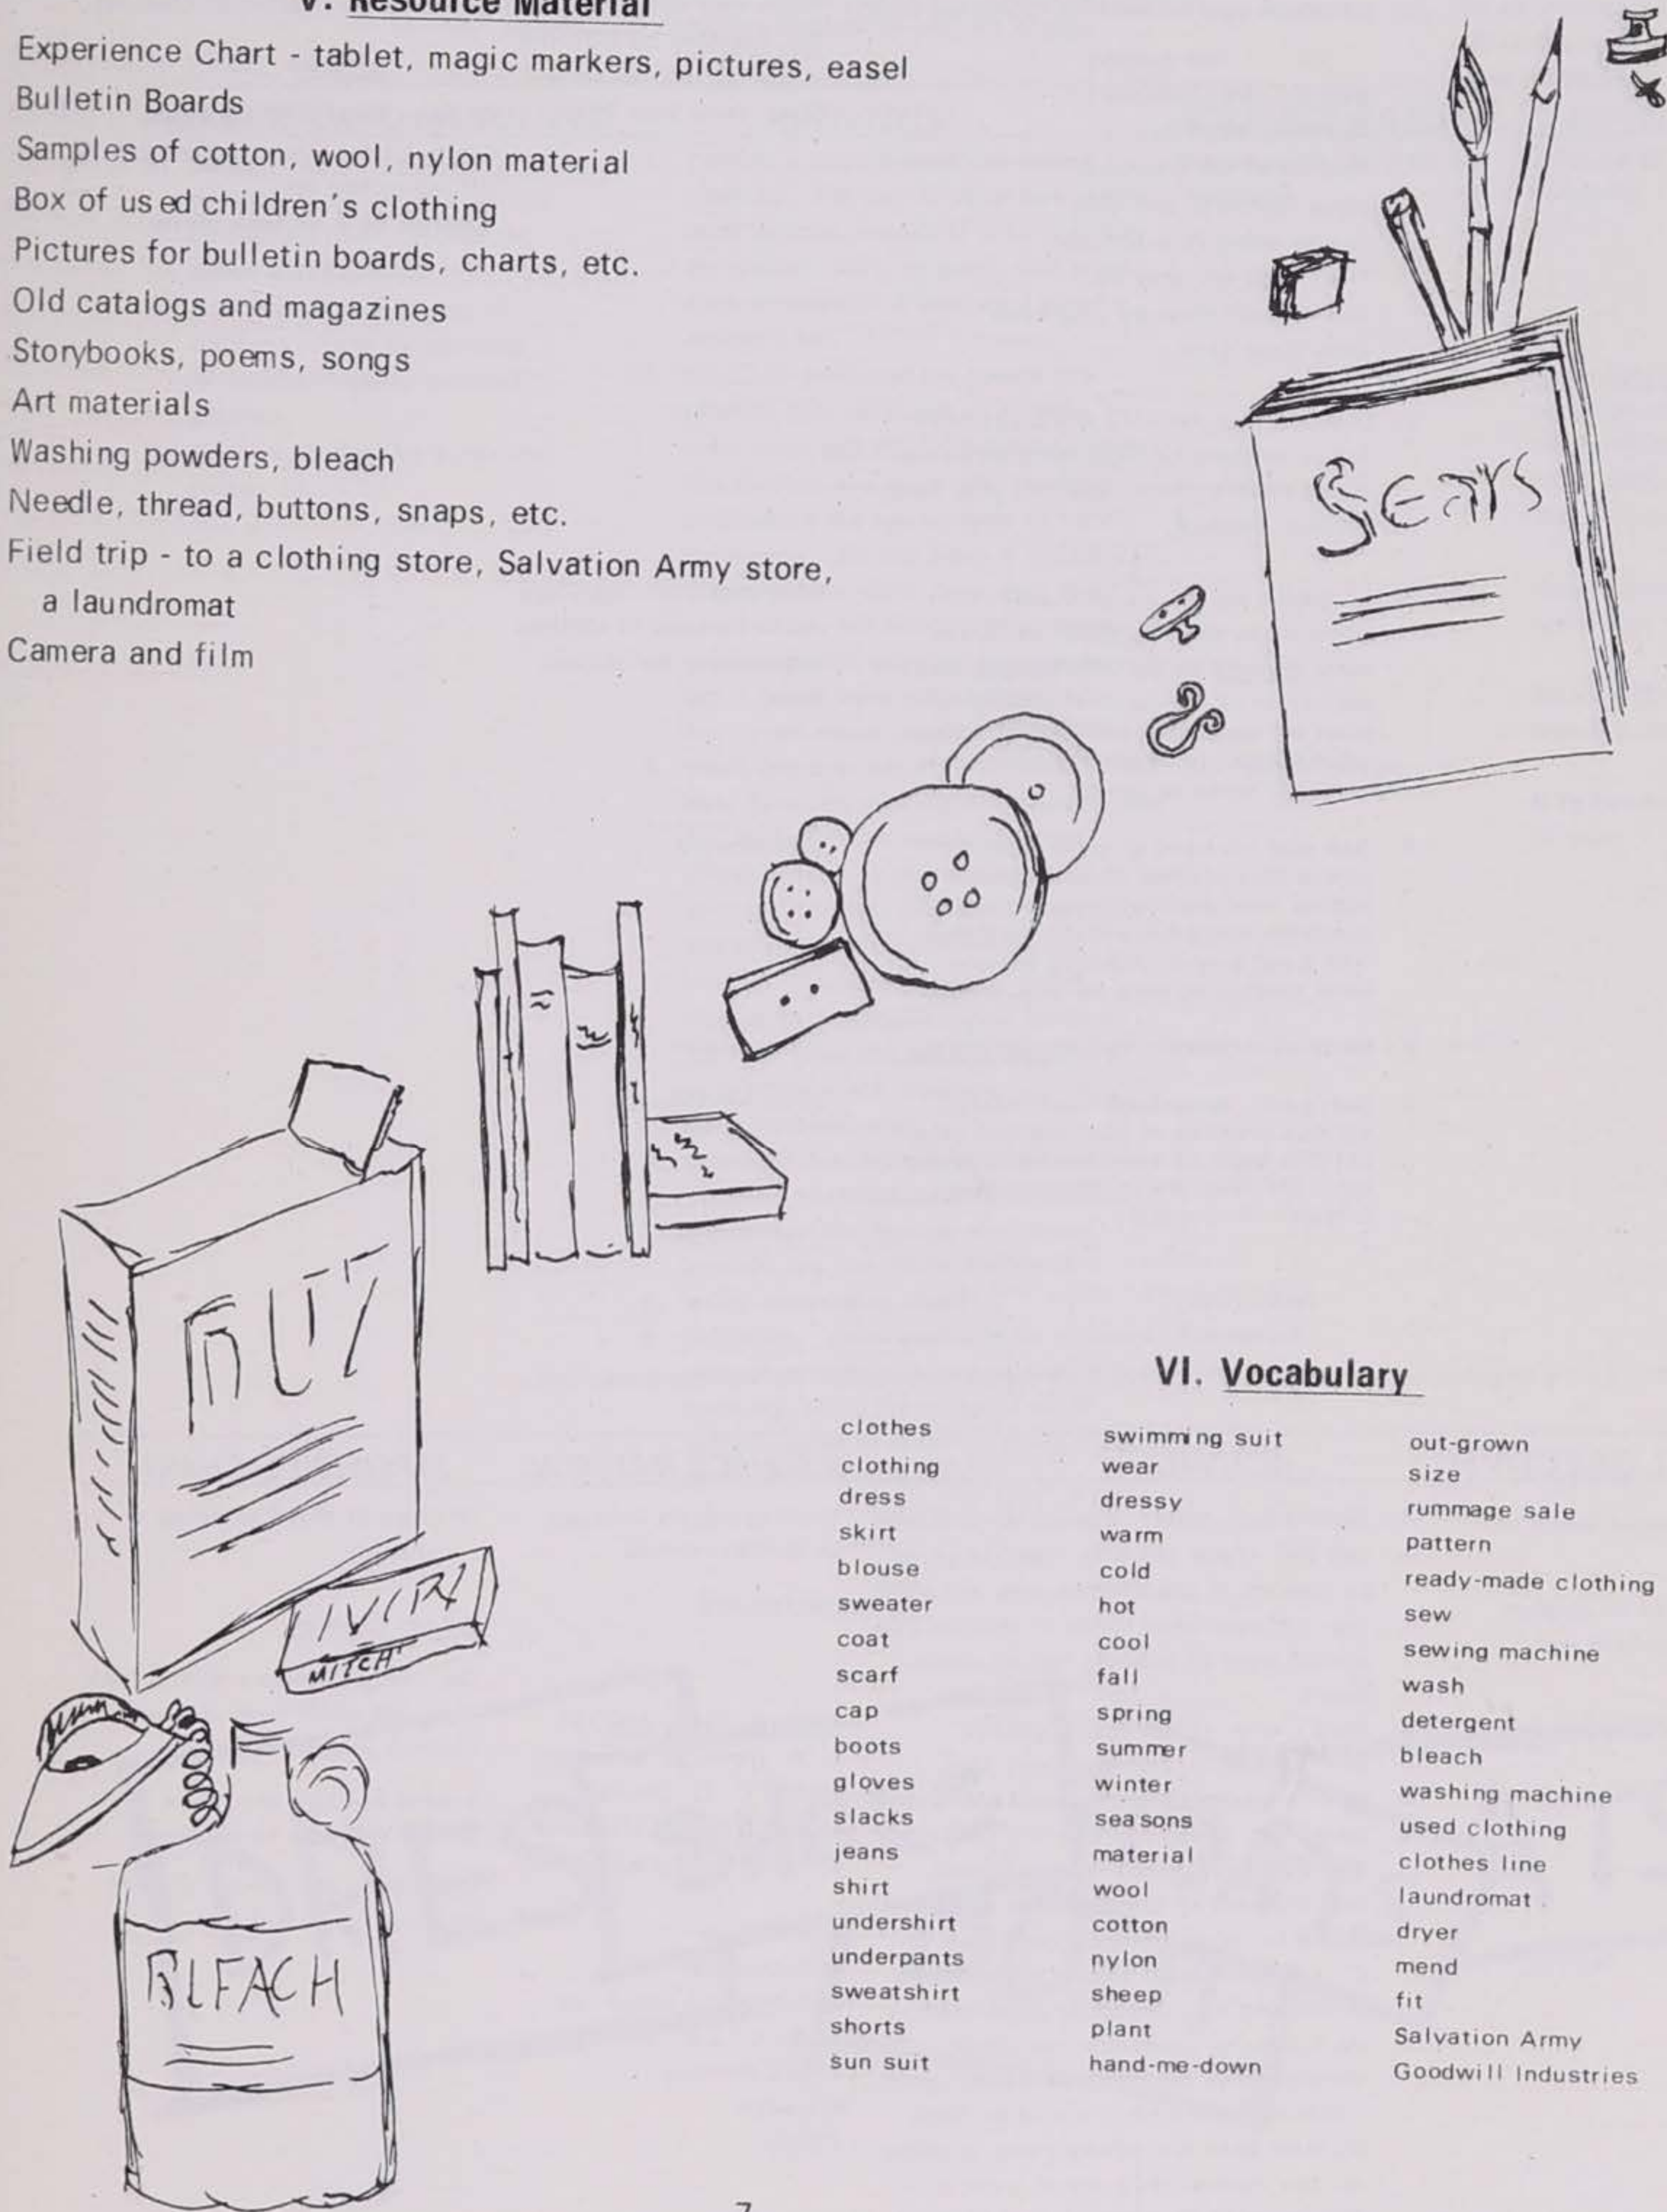 V. Resource Material
Experience Chart - tablet, magic markers, pictures, easel
Bulletin Boards
Samples of cotton, wool, nylon material
Box of used children's clothing
Pictures for bulletin boards, charts, etc.
Old catalogs and magazines
Storybooks, poems, songs
Art materials
Washing powders, bleach
Needle, thread, buttons, snaps, etc.
Field trip - to a clothing store, Salvation Army store,
a laundromat
Camera and film
Sears
MITCH
BLEACH
VI. Vocabulary
clothes
clothing
dress
skirt
blouse
sweater
coat
scarf
cap
boots
gloves
slacks
jeans
shirt
undershirt
underpants
sweatshirt
shorts
sun suit
swimming suit
wear
dressy
warm
cold
hot
cool
fall
spring
summer
winter
seasons
material
wool
cotton
nylon
sheep
plant
hand-me-down
out-grown
size
rummage sale
pattern
ready-made clothing
sew
sewing machine
wash
detergent
bleach
washing machine
used clothing
clothes line
laundromat
dryer
mend
fit
Salvation Army
Goodwill Industries
7